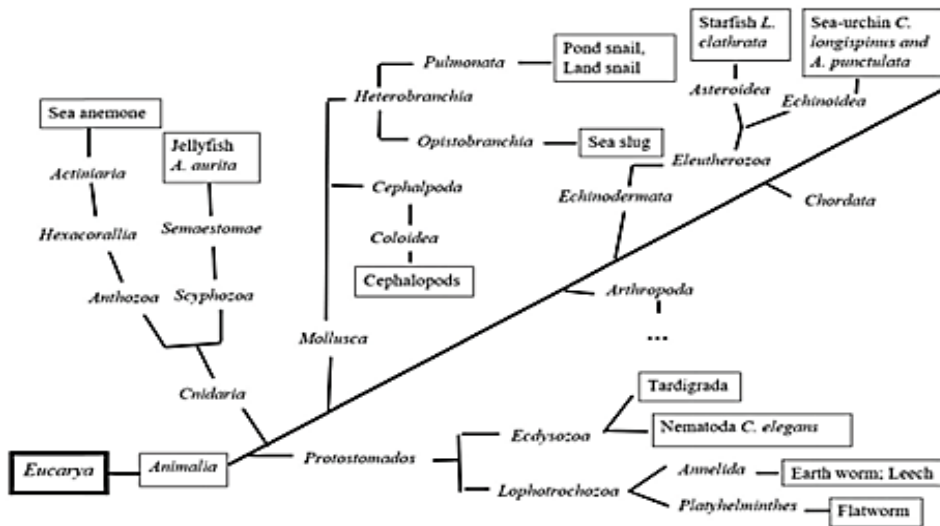 Starfish L.
clathrata
Sea-urchin C.
longispinus and
A. punctulata
Pulmonata
Pond snail,
Land snail
Asteroidea
Echinoidea
Heterobranchia
Sea anemone
Jellyfish
A. aurita
Opistobranchia
Sea slug
Eleutherozoa
Actiniaria
Cephalpoda
Echinodermata
Chordata
Hexacorallia
Semaestomae
Coloidea
Cephalopods
Anthozoa
Scyphozoa
Arthropoda
...
Mollusca
Cnidaria
Tardigrada
Ecdysozoa
Nematoda C. elegans
Eucarya
Animalia
Protostomados
Lophotrochozoa
Annelida
Earth worm; Leech
Platyhelminthes
Flatworm